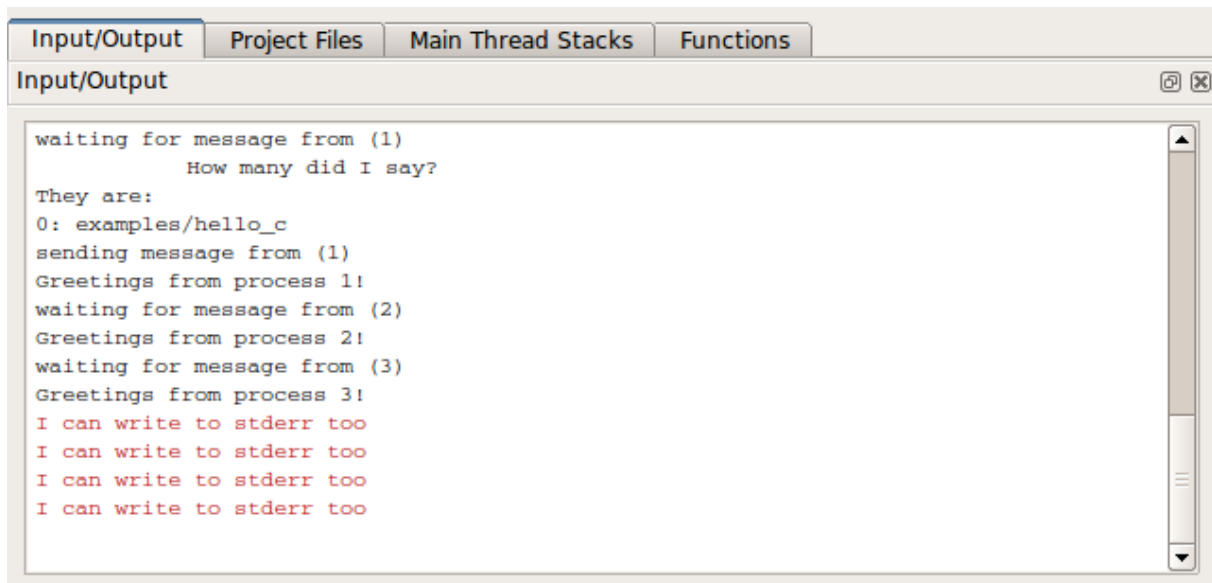 Input/Output Project Files Main Thread Stacks Functions
Input/Output
waiting for message from (1)
How many did I say?
They are:
0: examples/hello_c
sending message from (1)
Greetings from process 1!
waiting for message from (2)
Greetings from process 2!
waiting for message from (3)
Greetings from process 3!
I can write to stderr too
I can write to stderr too
I can write to stderr too
I can write to stderr too